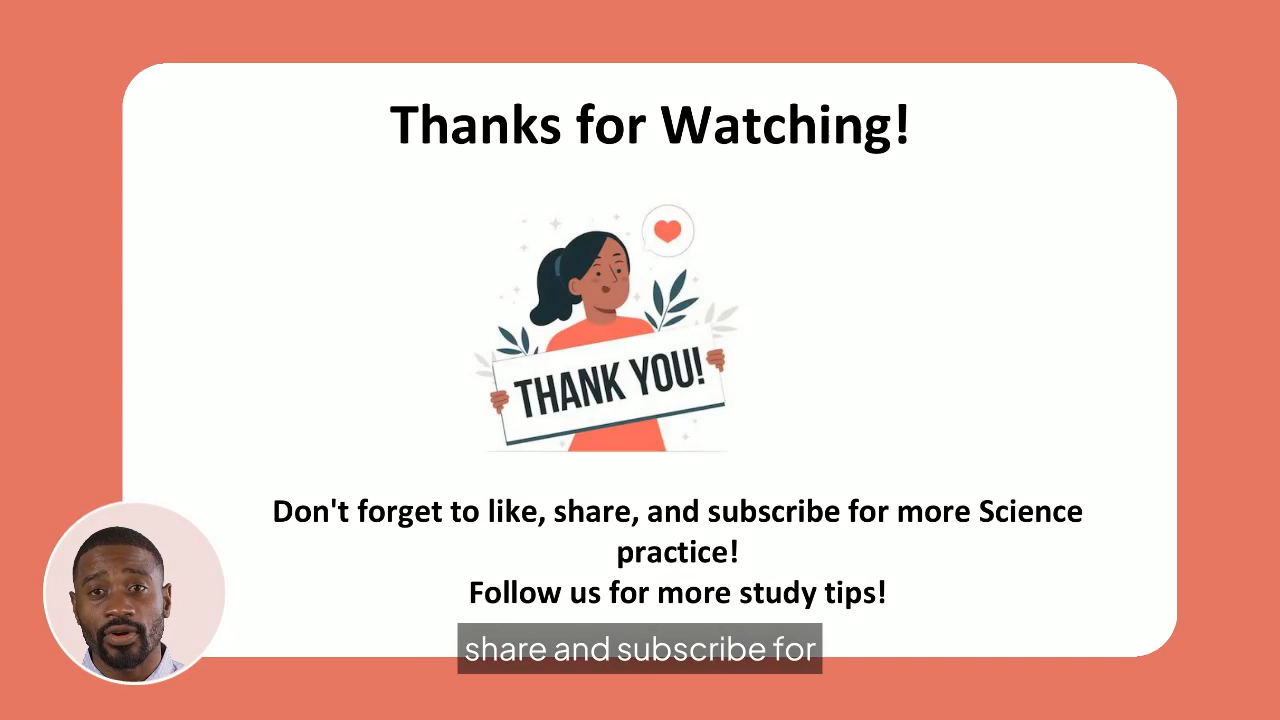 Thanks for Watching!
THANK YOU!
Don't forget to like, share, and subscribe for more Science
practice!
Follow us for more study tips!
share and subscribe for